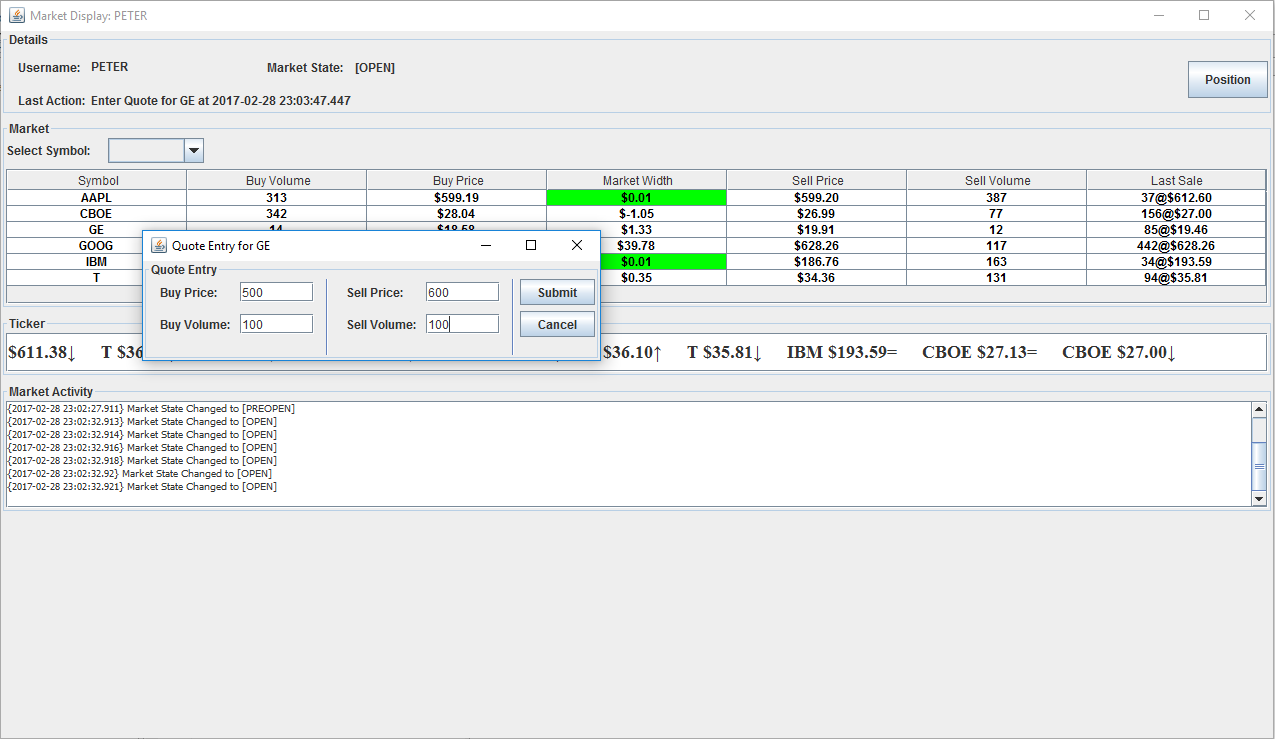 Market Display: PETER
Details
Username: PETER Market State: [OPEN]
Position
Last Action: Enter Quote for GE at 2017-02-28 23:03:47.447
Market
Select Symbol:
Symbol Buy Volume Buy Price Market Width Sell Price Sell Volume Last Sale
AAPL 313 $599.19 $0.01 $599.20 387 37@$612.60
CBOE 342 $28.04 $-1.05 $26.99 77 156@$27.00
GE 14 $18.58 $1.33 $19.91 12 85@$19.46
GOOG $39.78 $628.26 117 442@$628.26
IBM $0.01 $186.76 163 34@$193.59
T $0.35 $34.36 131 94@$35.81
Quote Entry for GE
Quote Entry
Buy Price: 500 Sell Price: 600 Submit
Buy Volume: 100 Sell Volume: 100 Cancel
Ticker
$611.38↓ T $36 $36.10↑ T $35.81↓ IBM $193.59= CBOE $27.13= CBOE $27.00↓
Market Activity
{2017-02-28 23:02:27.911} Market State Changed to [PREOPEN]
{2017-02-28 23:02:32.913} Market State Changed to [OPEN]
{2017-02-28 23:02:32.914} Market State Changed to [OPEN]
{2017-02-28 23:02:32.916} Market State Changed to [OPEN]
{2017-02-28 23:02:32.918} Market State Changed to [OPEN]
{2017-02-28 23:02:32.92} Market State Changed to [OPEN]
{2017-02-28 23:02:32.921} Market State Changed to [OPEN]